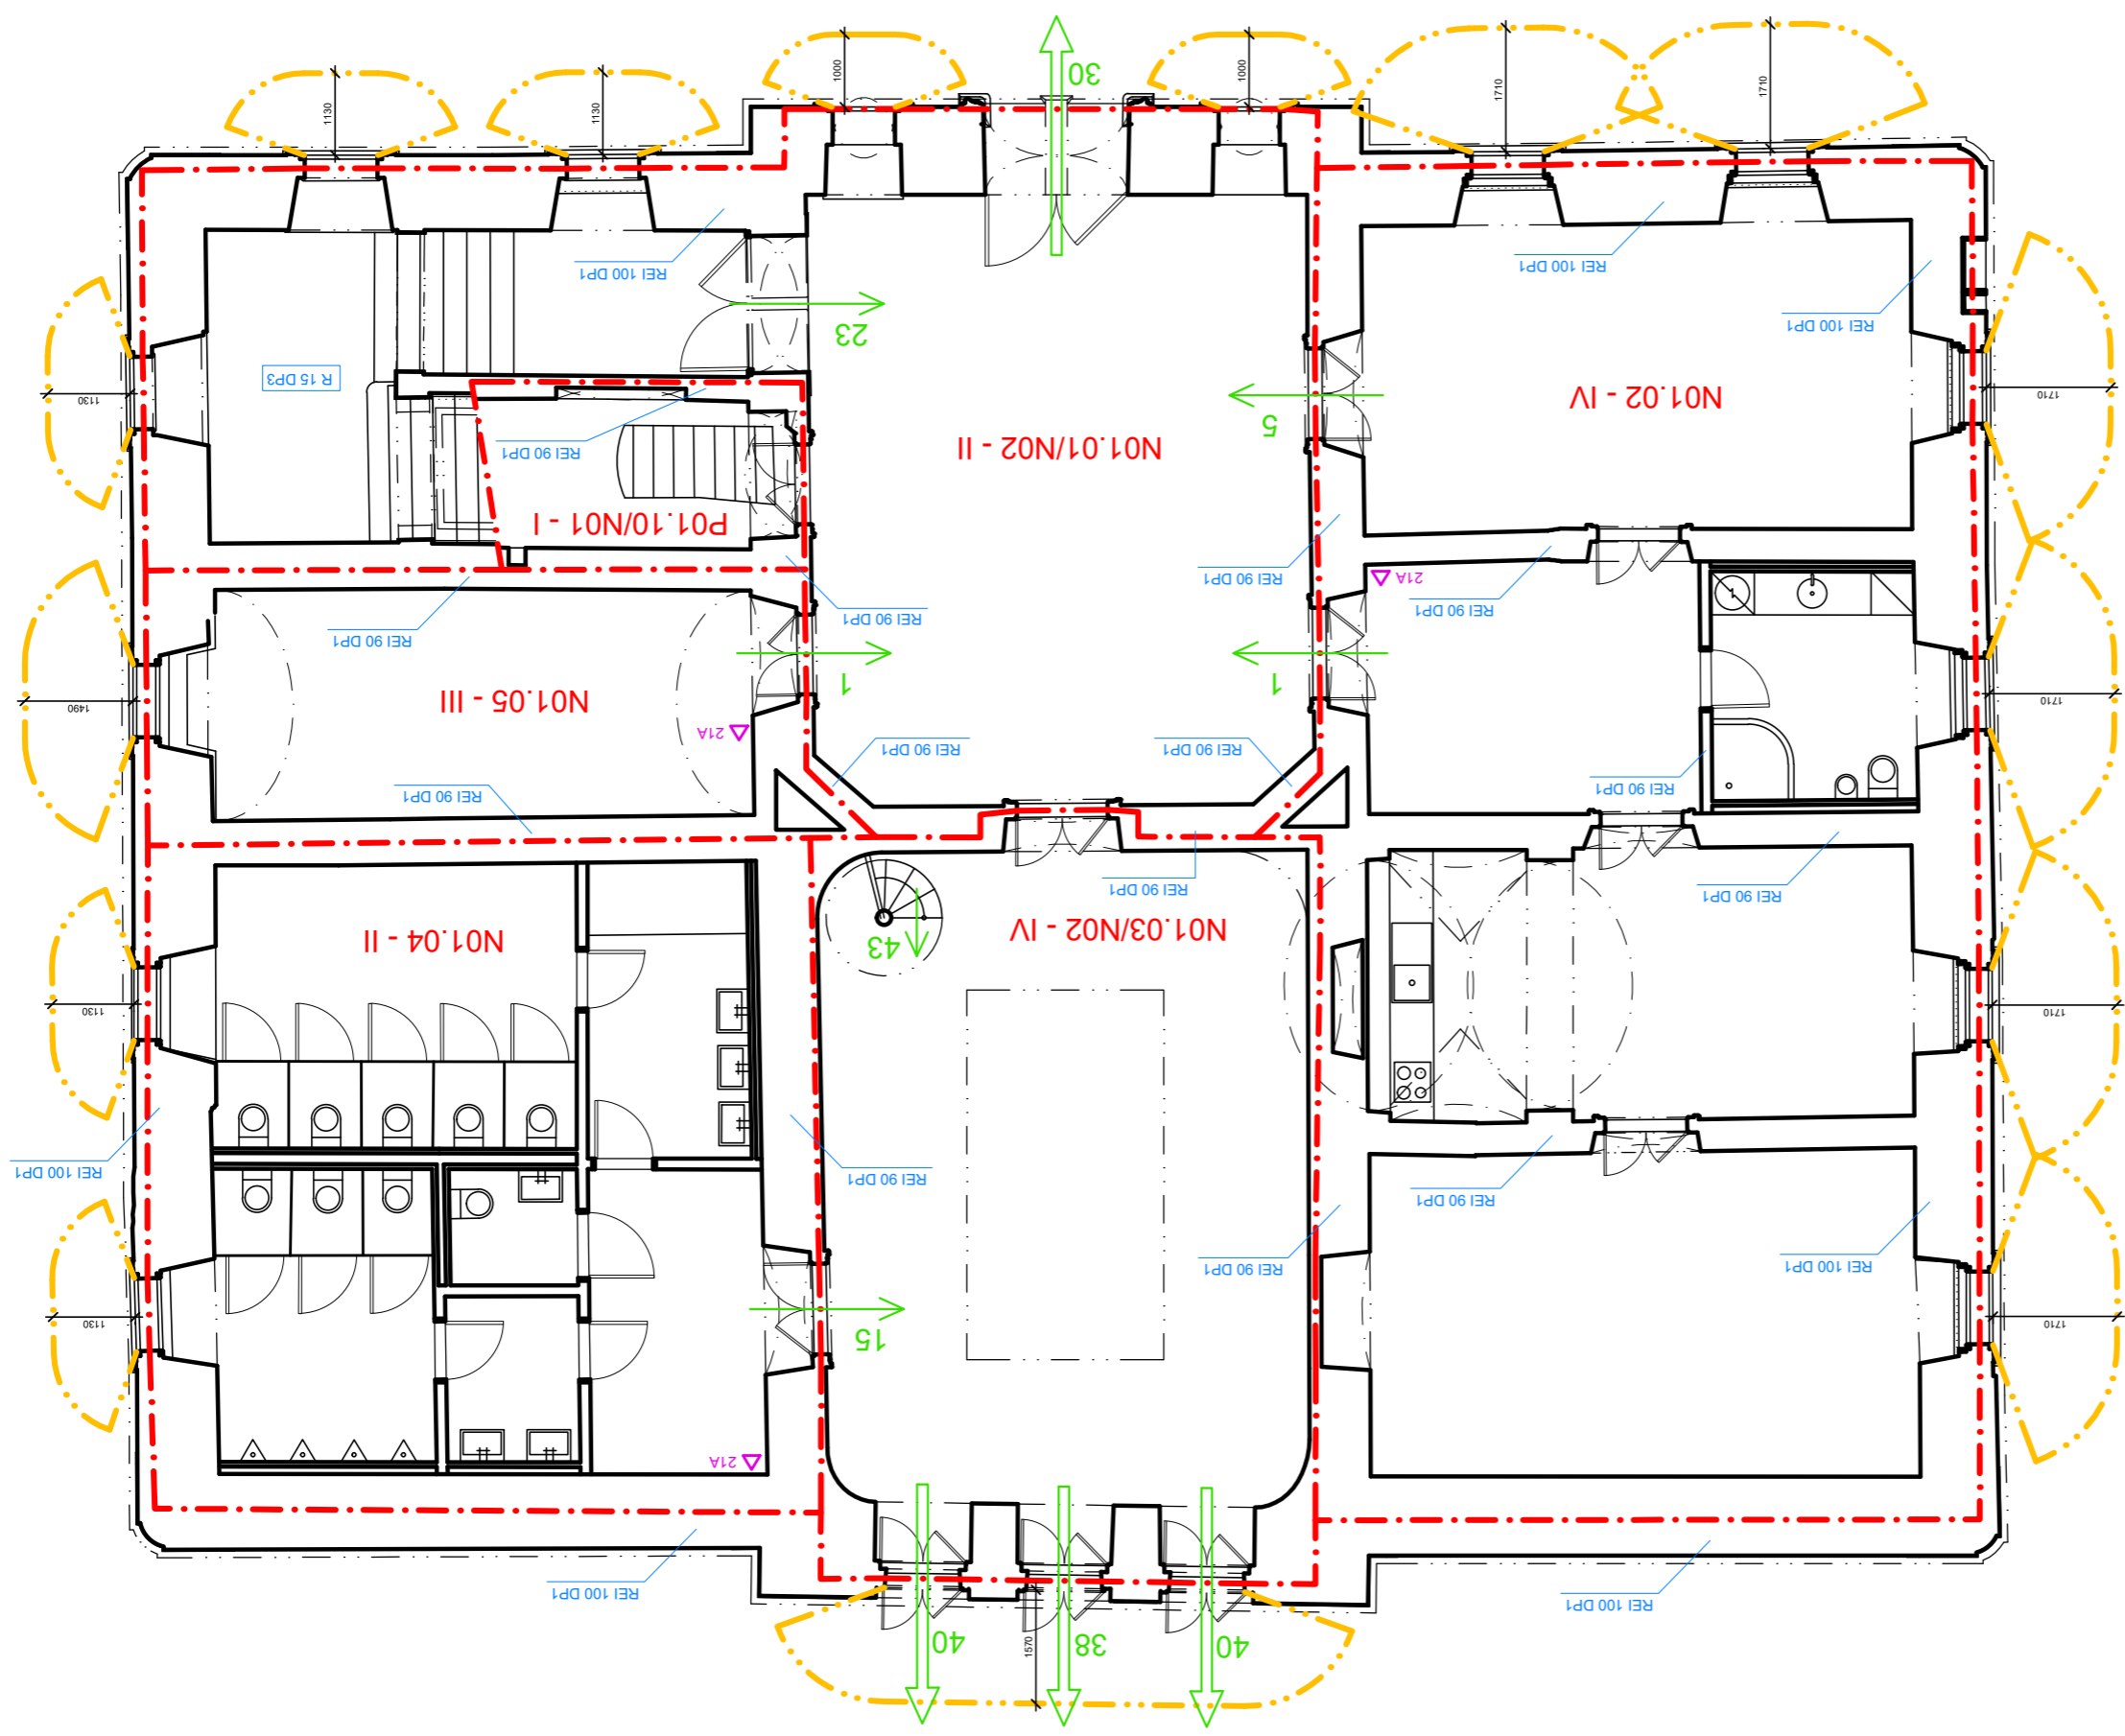 40
38
40
1570
REI 100 DP1
REI 100 DP1
21A
15
1710
1130
REI 100 DP1
REI 90 DP1
REI 90 DP1
REI 90 DP1
REI 100 DP1
1710
1130
43
N01.04 - II
N01.03/N02 - IV
REI 90 DP1
REI 90 DP1
REI 90 DP1
REI 90 DP1
REI 90 DP1
REI 90 DP1
21A
1710
N01.05 - III
1490
1
1
REI 90 DP1
REI 90 DP1
REI 90 DP1
21A
REI 90 DP1
P01.10/N01 - I
REI 90 DP1
N01.01/N02 - II
5
1710
N01.02 - IV
1130
R 15 DP3
23
REI 100 DP1
REI 100 DP1
REI 100 DP1
1710
1710
1130
1130
1000
30
1000